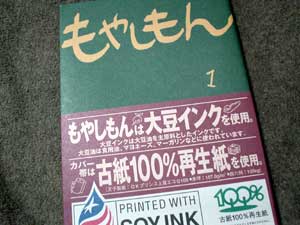 もやしもん
1
もやしもんは大豆インクを使用。
大豆インクは大豆油を主原料としたインクです。
大豆油は食用油、マヨネーズ、マーガリンなどに使われています。
カバー
帯は
古紙100%再生紙を使用。
PRINTED WITH
SOY INK
100%
古紙100%再生紙